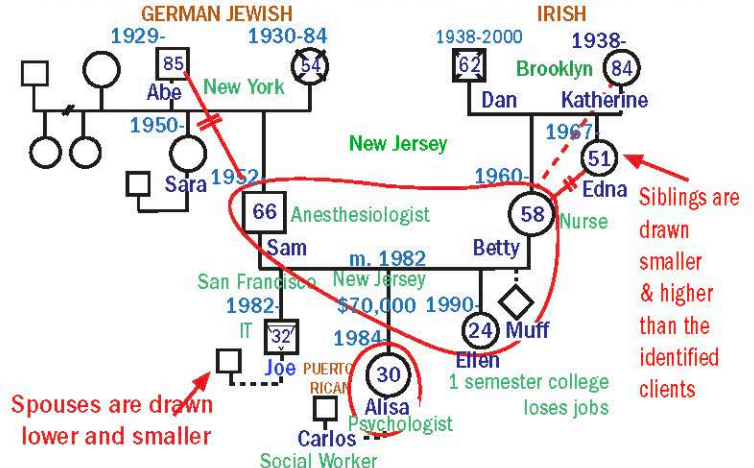 GERMAN JEWISH
IRISH
1929-
1930-84
1938-2000
1938-
85
54
62
84
New York
Brooklyn
Abe
Dan
Katherine
1950-
1967-
New Jersey
51
Sara
1952
1960-
Edna
Siblings are
drawn
smaller
& higher
than the
identified
clients
66
Anesthesiologist
58
Nurse
Sam
Betty
m. 1982
San Francisco
New Jersey
1982-
$70,000
1990-
IT
32
1984-
24
Muff
Joe
PUERTO
RICAN
30
Ellen
1 semester college
loses jobs
Spouses are drawn
lower and smaller
Alisa
Psychologist
Carlos
Social Worker